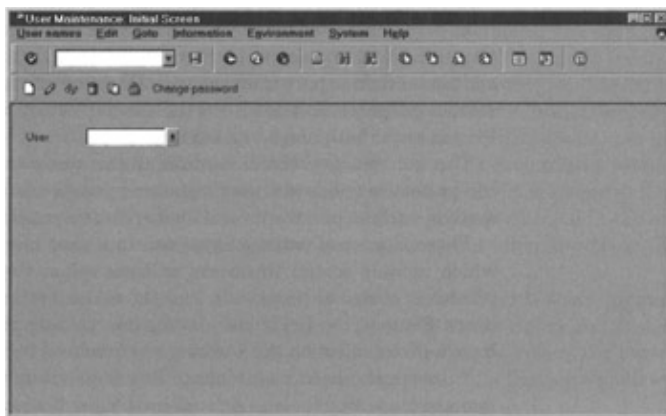 User Maintenance: Initial Screen
User names Edit Goto Information Environment System Help
Change password
User